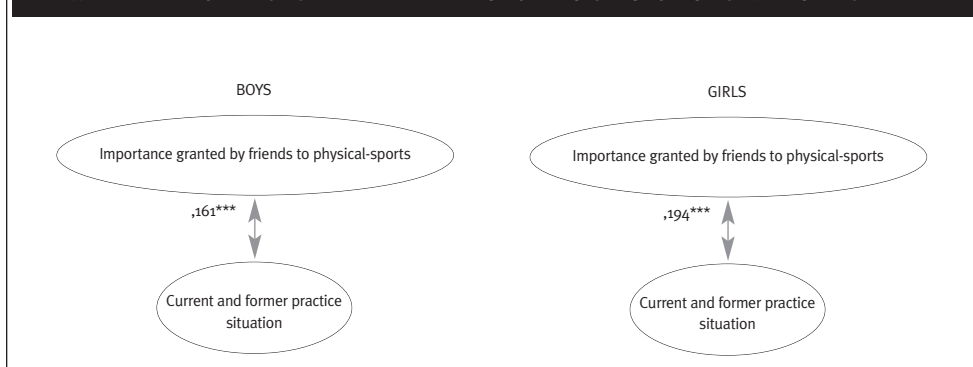 BOYS
Importance granted by friends to physical-sports
,161***
Current and former practice
situation
GIRLS
Importance granted by friends to physical-sports
,194***
Current and former practice
situation